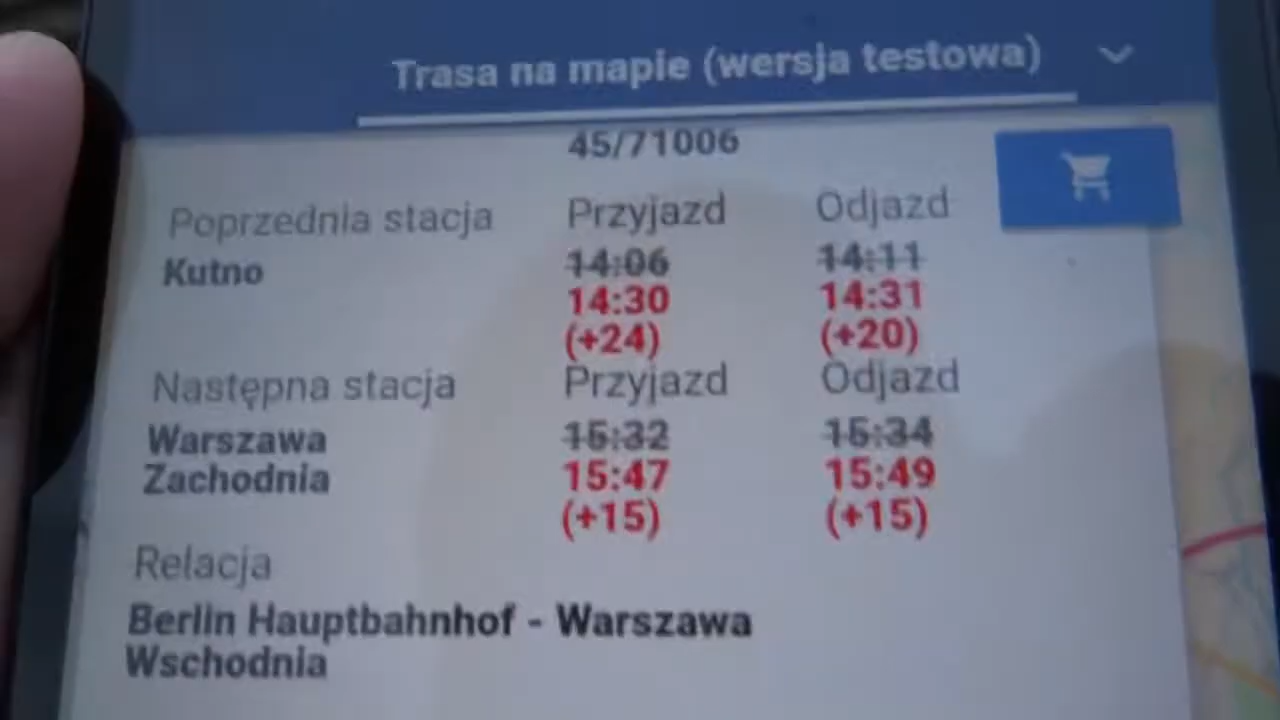 Trasa na mapie (wersja testowa)
45/71006
Poprzednia stacja Przyjazd Odjazd
Kutno 14:06 14:11
14:30 14:31
(+24) (+20)
Następna stacja Przyjazd Odjazd
Warszawa 15:32 15:34
Zachodnia 15:47 15:49
(+15) (+15)
Relacja
Berlin Hauptbahnhof - Warszawa
Wschodnia